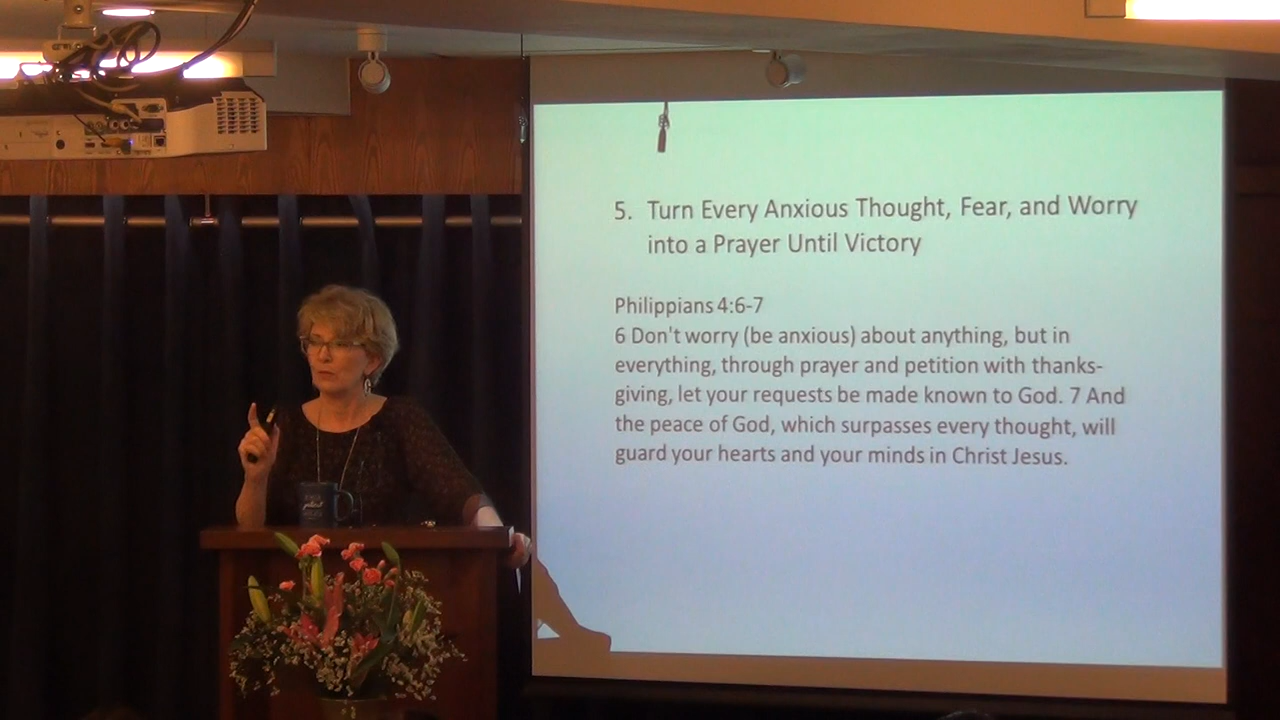 5. Turn Every Anxious Thought, Fear, and Worry
into a Prayer Until Victory
Philippians 4:6-7
6 Don't worry (be anxious) about anything, but in
everything, through prayer and petition with thanks-
giving, let your requests be made known to God. 7 And
the peace of God, which surpasses every thought, will
guard your hearts and your minds in Christ Jesus.